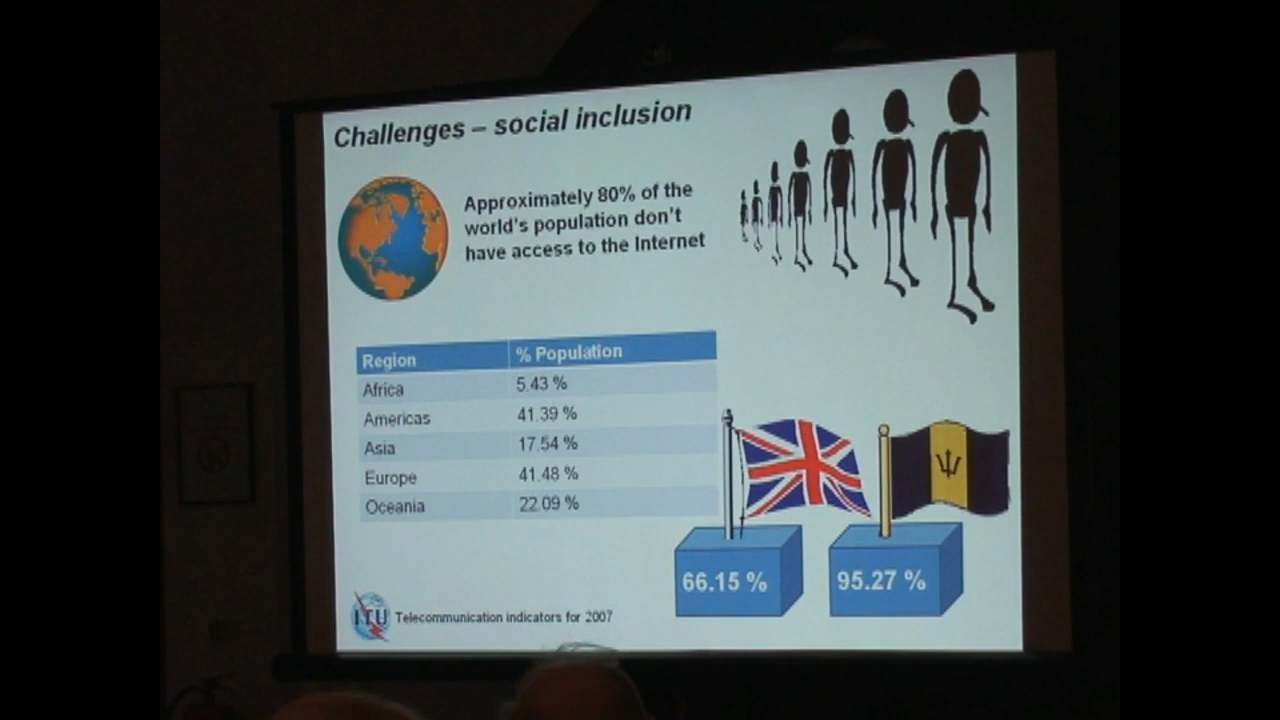 Challenges – social inclusion
Approximately 80% of the
world's population don't
have access to the Internet
Region % Population
Africa 5.43 %
Americas 41.39 %
Asia 17.54 %
Europe 41.48 %
Oceania 22.09 %
66.15 % 95.27 %
ITU Telecommunication indicators for 2007